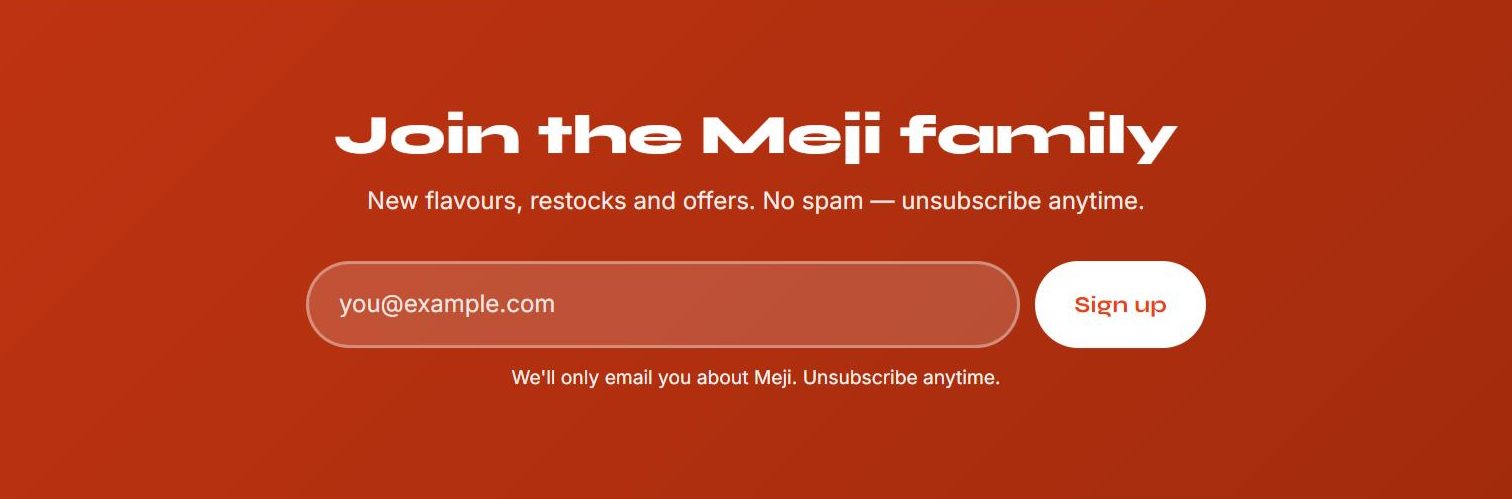 Join the Meji family
New flavours, restocks and offers. No spam — unsubscribe anytime.
you@example.com
Sign up
We'll only email you about Meji. Unsubscribe anytime.